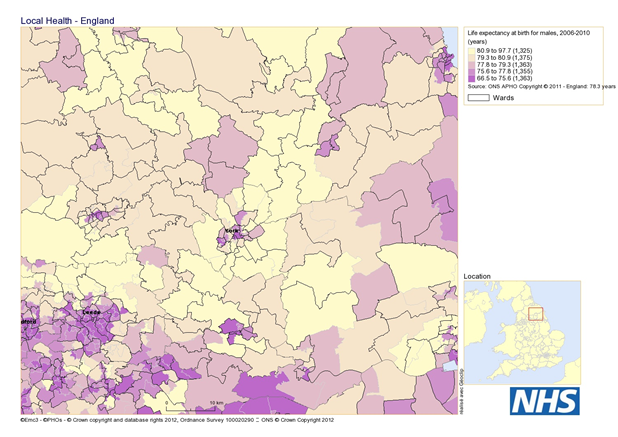 Local Health - England
Life expectancy at birth for males, 2006-2010
(years)
80.9 to 97.7 (1,325)
79.3 to 80.9 (1,375)
77.8 to 79.3 (1,363)
75.6 to 77.8 (1,355)
66.5 to 75.6 (1,363)
Source: ONS APHO Copyright © 2011 - England: 78.3 years
Wards
York
Leeds
10 km
Location
NHS
©Emc3 - ©PHOs - © Crown copyright and database rights 2012, Ordnance Survey 100020290 - ONS © Crown Copyright 2012